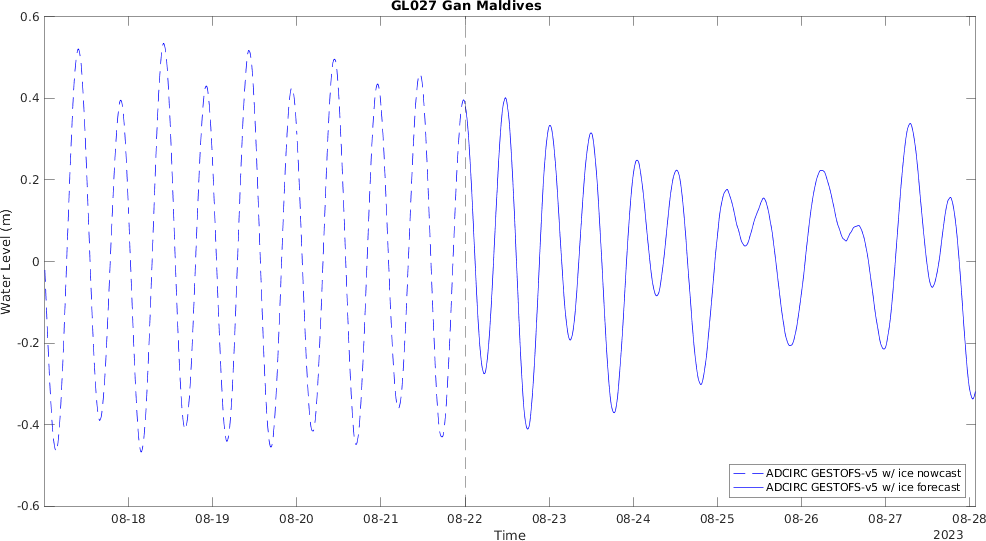 GL027 Gan Maldives
0.6
0.4
0.2
0
-0.2
-0.4
-0.6
Water Level (m)
ADCIRC GESTOFS-v5 w/ ice nowcast
ADCIRC GESTOFS-v5 w/ ice forecast
08-18 08-19 08-20 08-21 08-22 08-23 08-24 08-25 08-26 08-27 08-28
Time
2023